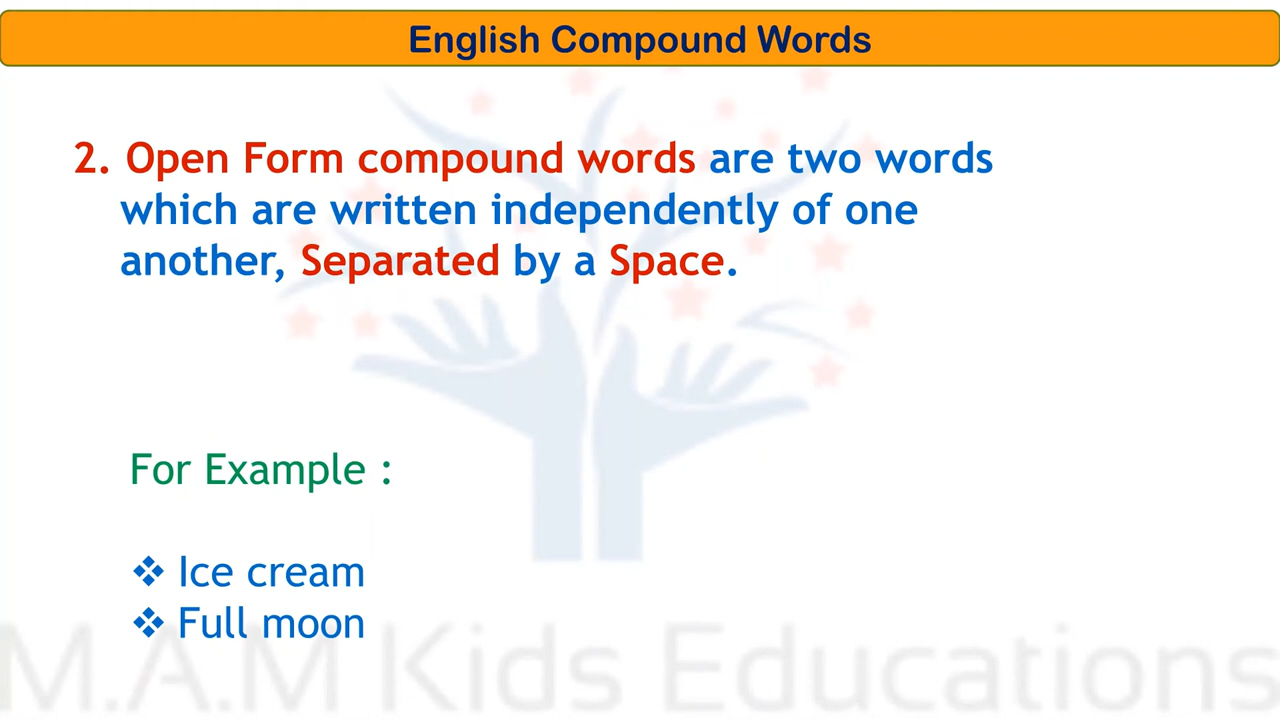 English Compound Words
2. Open Form compound words are two words
which are written independently of one
another, Separated by a Space.
For Example :
❖ Ice cream
❖ Full moon
M.A.M Kids Educations